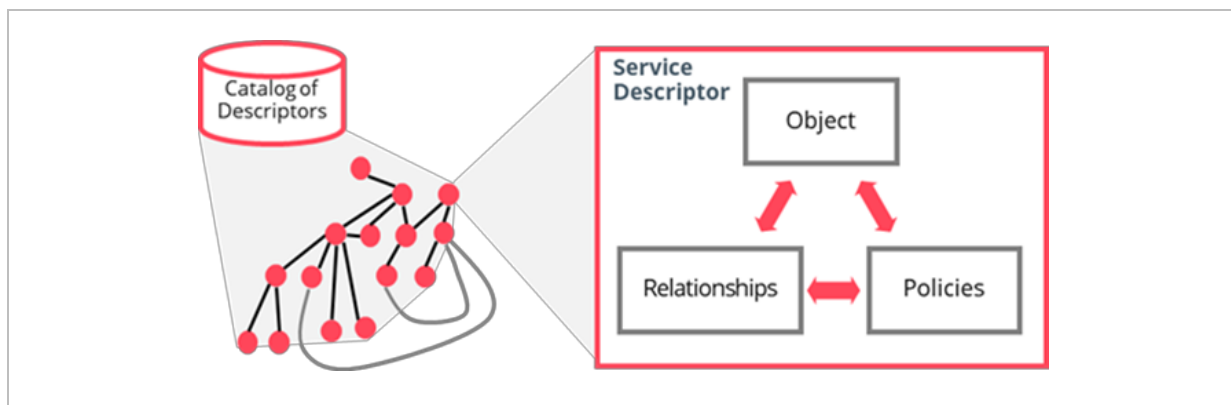 Catalog of
Descriptors
Service
Descriptor
Object
Relationships
Policies